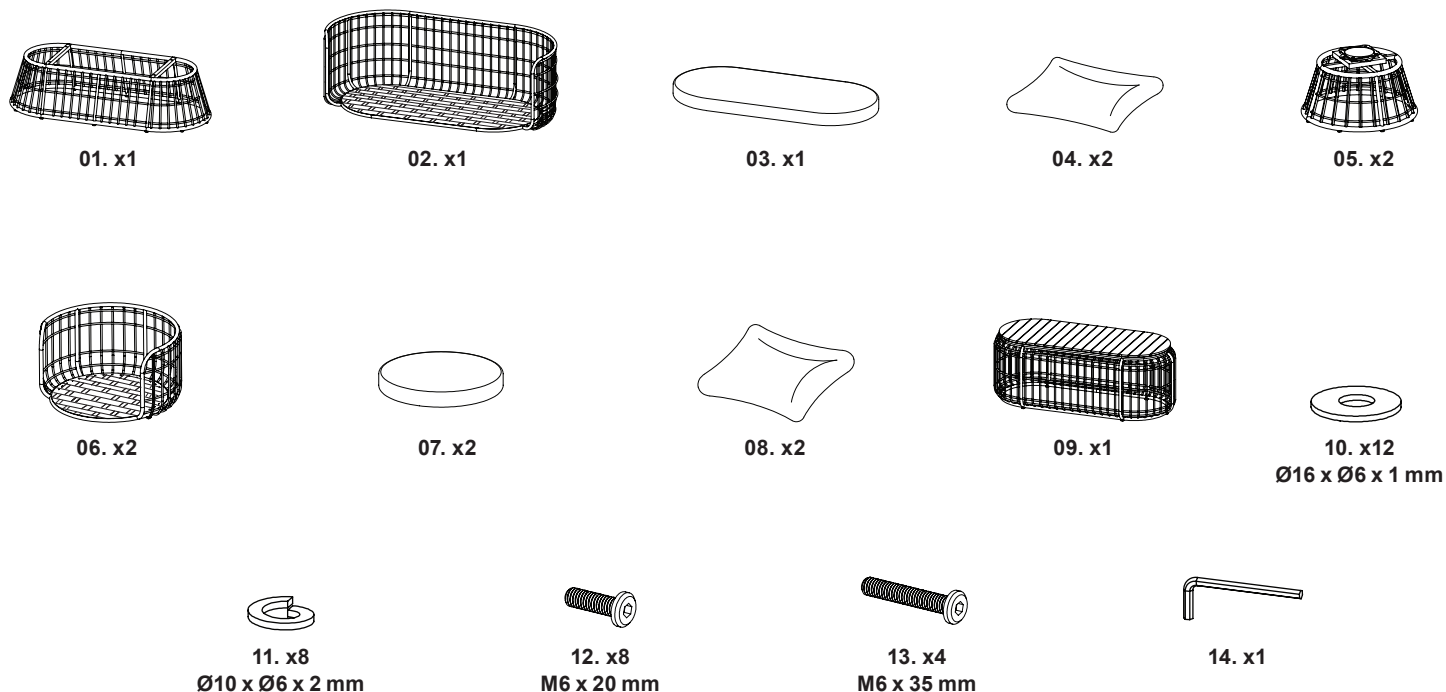 01. x1
02. x1
03. x1
04. x2
05. x2
06. x2
07. x2
08. x2
09. x1
10. x12
Ø16 x Ø6 x 1 mm
11. x8
Ø10 x Ø6 x 2 mm
12. x8
M6 x 20 mm
13. x4
M6 x 35 mm
14. x1